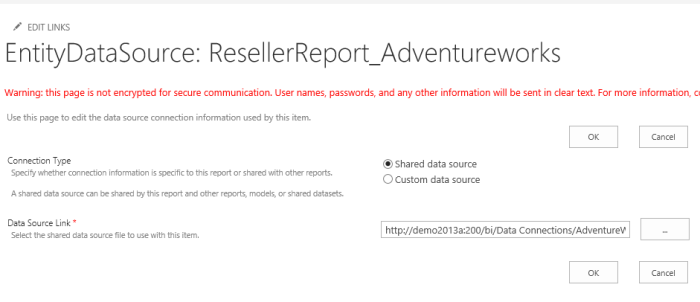 EDIT LINKS
EntityDataSource: ResellerReport_Adventureworks
Warning: this page is not encrypted for secure communication. User names, passwords, and any other information will be sent in clear text. For more information, c
Use this page to edit the data source connection information used by this item.
OK Cancel
Connection Type
Specify whether connection information is specific to this report or shared with other reports.
A shared data source can be shared by this report and other reports, models, or shared datasets.
Shared data source
Custom data source
Data Source Link *
Select the shared data source file to use with this item.
http://demo2013a:200/bi/Data Connections/AdventureW
...
OK Cancel